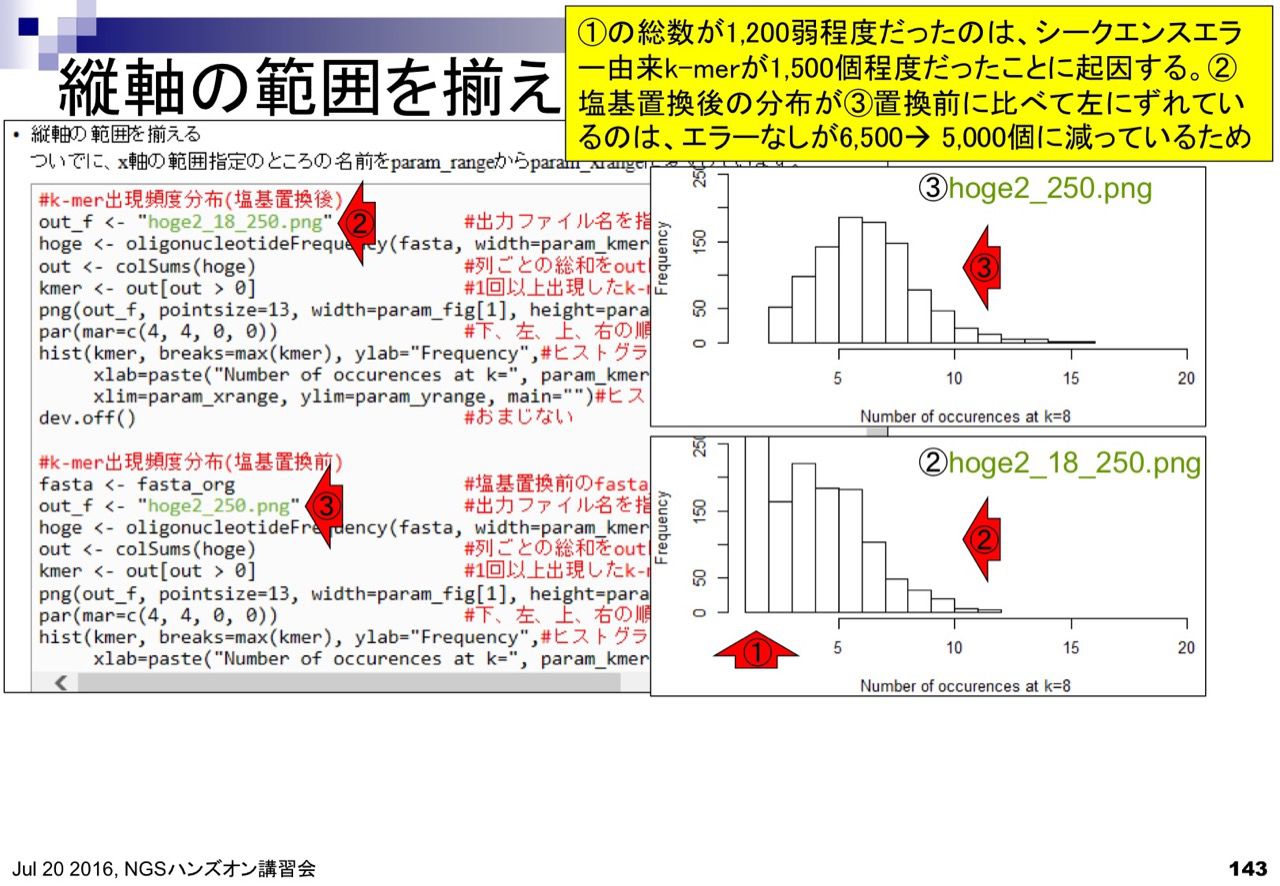 縦軸の範囲を揃え
①の総数が1,200弱程度だったのは、シークエンスエラ
ー由来k-merが1,500個程度だったことに起因する。②
塩基置換後の分布が③置換前に比べて左にずれてい
るのは、エラーなしが6,500→ 5,000個に減っているため
• 縦軸の範囲を揃える
ついでに、x軸の範囲指定のところの名前をparam_rangeからparam_xrange
#k-mer出現頻度分布(塩基置換後)
out_f <- "hoge2_18_250.png" #出力ファイル名を指
②
hoge <- oligonucleotideFrequency(fasta, width=param_kmer
out <- colSums(hoge) #列ごとの総和をout
kmer <- out[out > 0] #1回以上出現したk-
png(out_f, pointsize=13, width=param_fig[1], height=para
par(mar=c(4, 4, 0, 0)) #下、左、上、右の順
hist(kmer, breaks=max(kmer), ylab="Frequency",#ヒストグラ
xlab=paste("Number of occurences at k=", param_kmer
xlim=param_xrange, ylim=param_yrange, main="")#ヒス
dev.off() #おまじない
#k-mer出現頻度分布(塩基置換前)
fasta <- fasta_org #塩基置換前のfasta
out_f <- "hoge2_250.png" #出力ファイル名を指
③
hoge <- oligonucleotideFrequency(fasta, width=param_kmer
out <- colSums(hoge) #列ごとの総和をout
kmer <- out[out > 0] #1回以上出現したk-
png(out_f, pointsize=13, width=param_fig[1], height=para
par(mar=c(4, 4, 0, 0)) #下、左、上、右の順
hist(kmer, breaks=max(kmer), ylab="Frequency",#ヒストグラ
xlab=paste("Number of occurences at k=", param_kmer
③hoge2_250.png
③
Frequency
250
150
50
0
5 10 15 20
Number of occurences at k=8
②hoge2_18_250.png
②
Frequency
250
150
50
0
①
5 10 15 20
Number of occurences at k=8
Jul 20 2016, NGSハンズオン講習会
143